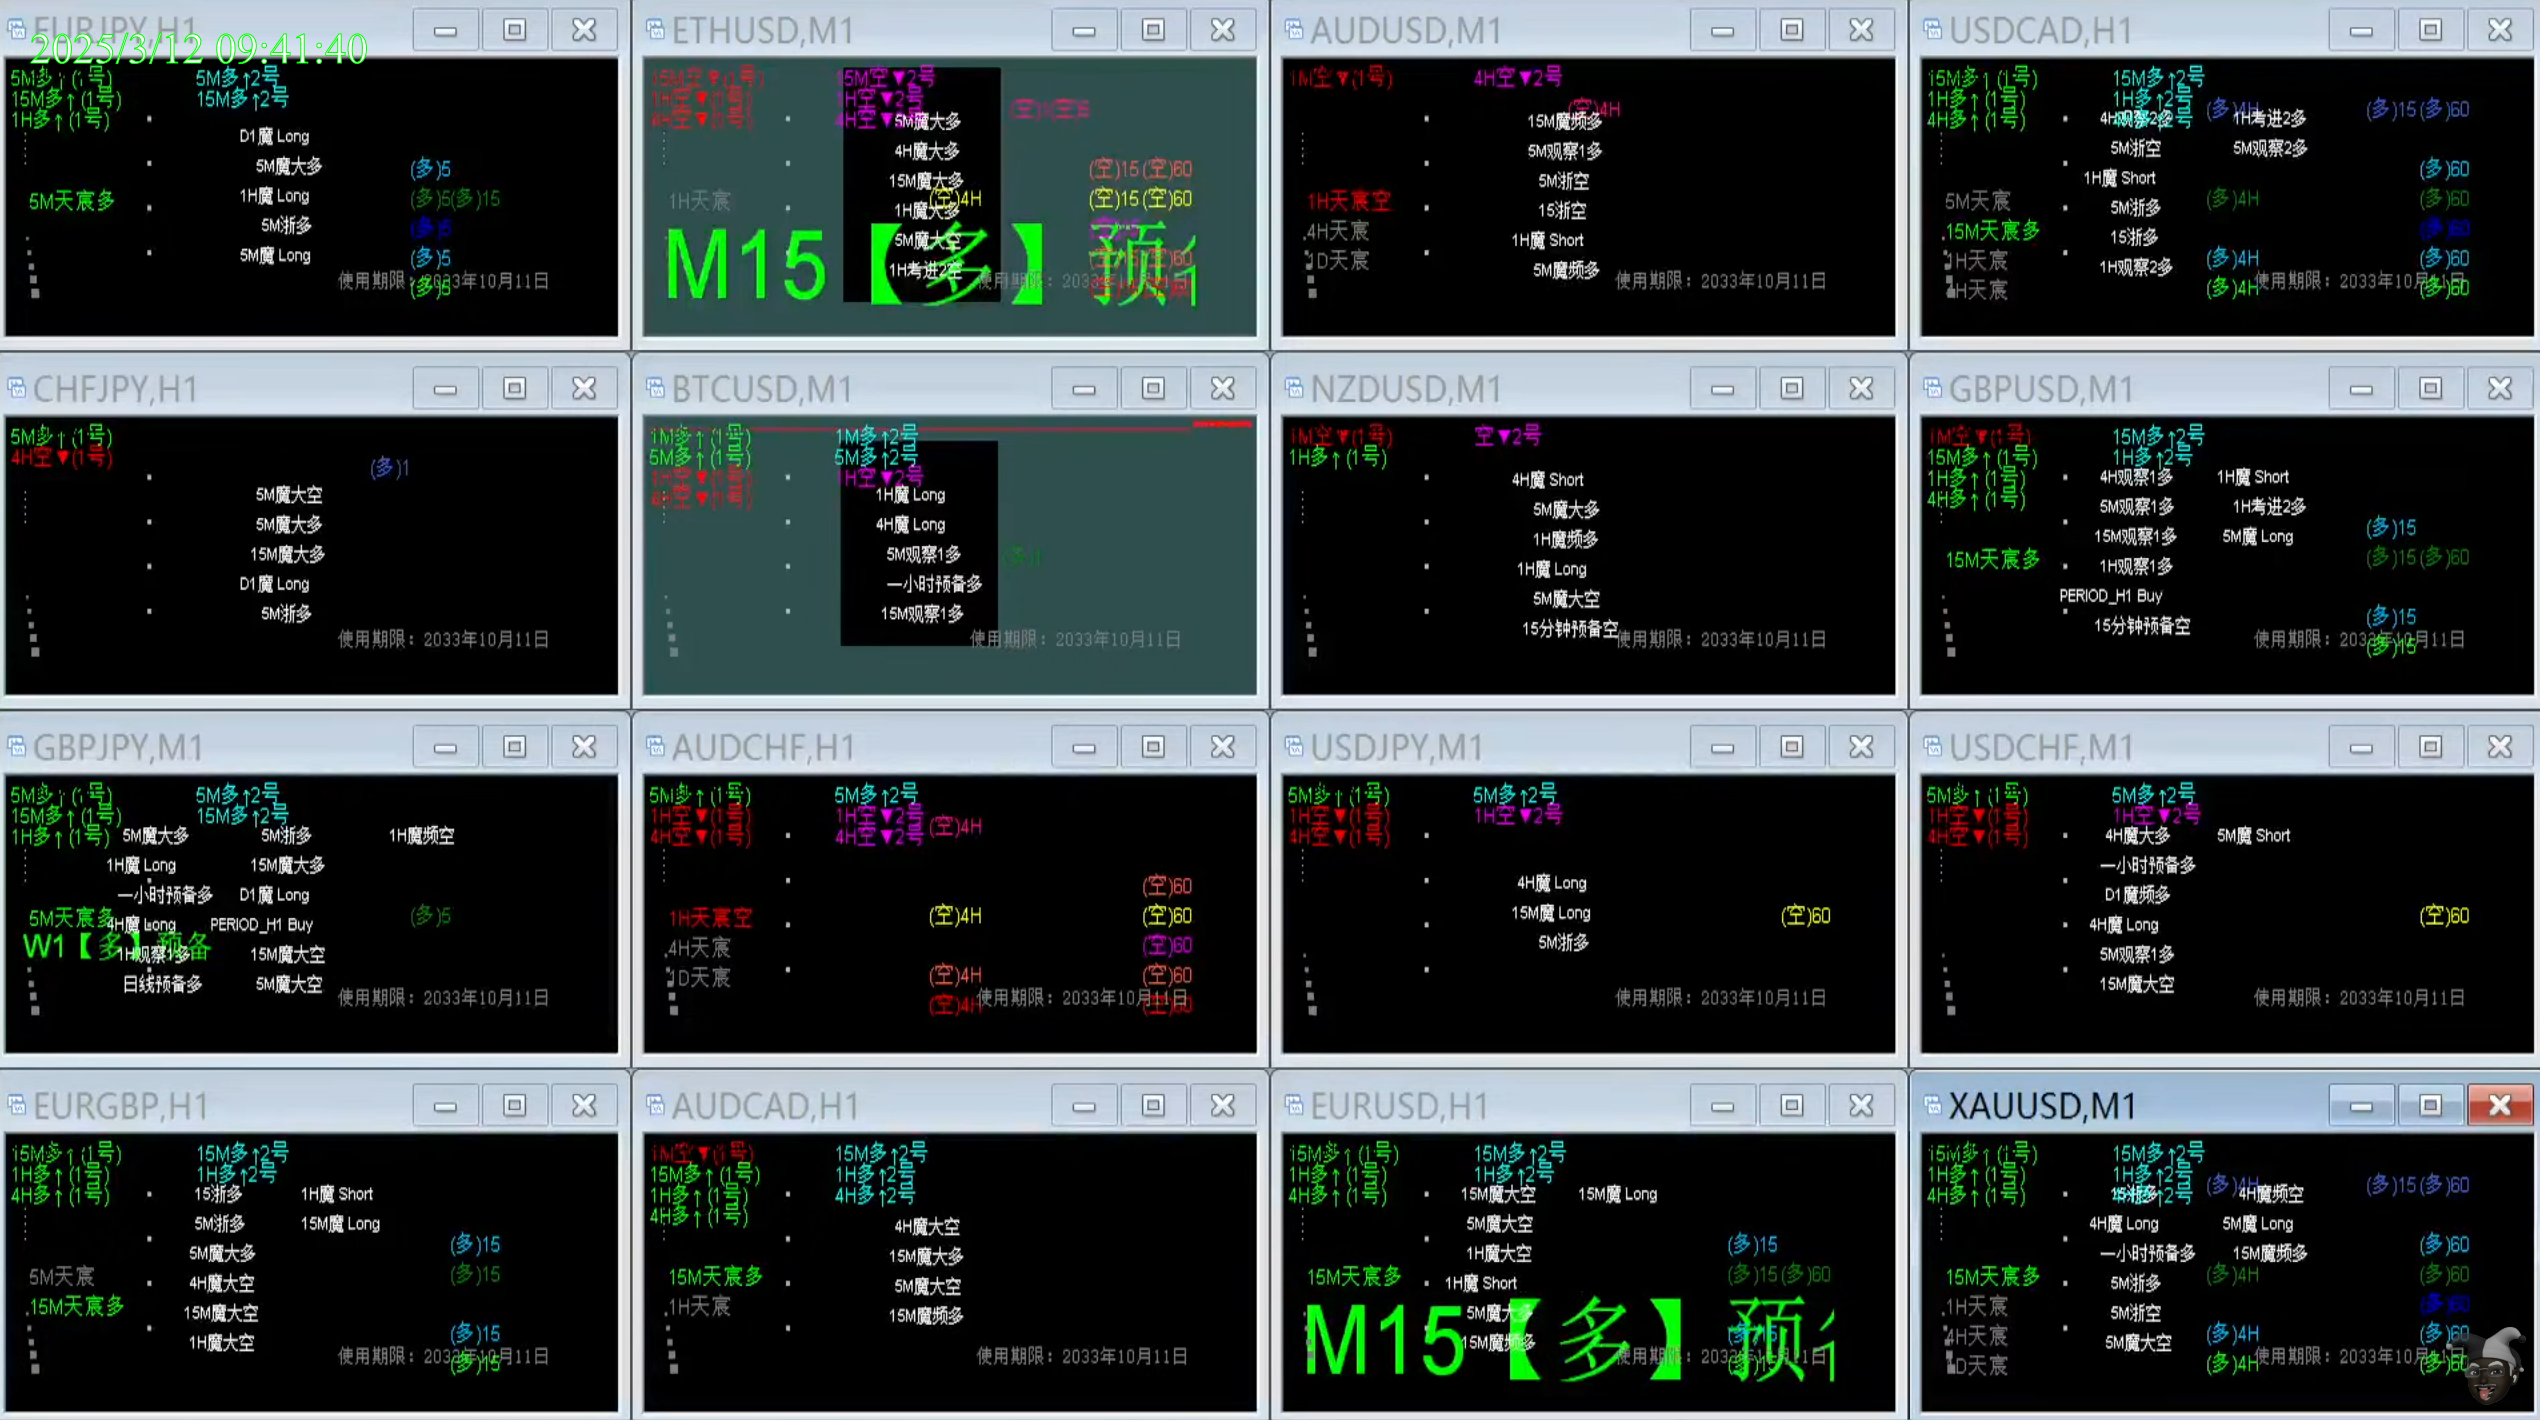 EURJPY,H1
2025/3/12 09:41:40
5M多↑(1号) 5M多↑2号
15M多↑(1号) 15M多↑2号
1H多↑(1号)
D1魔 Long
5M魔大多 (多)5
5M天宸多 1H魔 Long (多)5(多)15
5M浙多 (多)5
5M魔 Long (多)5
使用期限：2033年10月11日
(多)5
ETHUSD,M1
15M空▼(1号) 15M空▼2号
1H空▼(1号) 1H空▼2号
4H空▼(1号) 4H空▼2号
5M魔大多
4H魔大多
15M魔大多 (空)15(空)60
1H天宸 (空)4H (空)15(空)60
1H魔大多
5M魔大空
M15【多】预
1H考进2空
使用期限：2033年10月11日
AUDUSD,M1
1M空▼(1号) 4H空▼2号
(空)4H
15M魔频多
5M观察1多
5M浙空
1H天宸空 15浙空
4H天宸 1H魔 Short
1D天宸 5M魔频多
使用期限：2033年10月11日
USDCAD,H1
15M多↑(1号) 15M多↑2号
1H多↑(1号) 1H多↑2号 (多)4H (多)15(多)60
4H多↑(1号) 4H多↑2号
4H观察2多 1H考进2多
5M浙空 5M观察2多
1H魔 Short (多)60
5M天宸 5M浙多 (多)4H (多)60
15M天宸多 15浙多 (多)60
1H天宸 1H观察2多 (多)4H (多)60
4H天宸 (多)4H (多)60
使用期限：2033年10月11日
CHFJPY,H1
5M多↑(1号)
4H空▼(1号) (多)1
5M魔大空
5M魔大多
15M魔大多
D1魔 Long
5M浙多
使用期限：2033年10月11日
BTCUSD,M1
1M多↑(1号) 1M多↑2号
5M多↑(1号) 5M多↑2号
1H空▼(1号) 1H空▼2号
4H空▼(1号)
1H魔 Long
4H魔 Long
5M观察1多
一小时预备多
15M观察1多
使用期限：2033年10月11日
NZDUSD,M1
1M空▼(1号) 空▼2号
1H多↑(1号)
4H魔 Short
5M魔大多
1H魔频多
1H魔 Long
5M魔大空
15分钟预备空
使用期限：2033年10月11日
GBPUSD,M1
1M空▼(1号) 15M多↑2号
15M多↑(1号) 1H多↑2号
1H多↑(1号) 4H观察1多 1H魔 Short
4H多↑(1号) 5M观察1多 1H考进2多
15M观察1多 5M魔 Long (多)15
15M天宸多 1H观察1多 (多)15(多)60
PERIOD_H1 Buy
15分钟预备空 (多)15
使用期限：2033年10月11日
(多)15
GBPJPY,M1
5M多↑(1号) 5M多↑2号
15M多↑(1号) 15M多↑2号
1H多↑(1号) 5M魔大多 5M浙多 1H魔频空
1H魔 Long 15M魔大多
一小时预备多 D1魔 Long
5M天宸多 4H魔 Long PERIOD_H1 Buy (多)5
W1【多】预备
1H观察1多 15M魔大空
日线预备多 5M魔大空
使用期限：2033年10月11日
AUDCHF,H1
5M多↑(1号) 5M多↑2号
1H空▼(1号) 1H空▼2号
4H空▼(1号) 4H空▼2号 (空)4H
(空)60
1H天宸空 (空)4H (空)60
4H天宸 (空)60
1D天宸 (空)4H (空)60
(空)4H (空)60
使用期限：2033年10月11日
USDJPY,M1
5M多↑(1号) 5M多↑2号
1H空▼(1号) 1H空▼2号
4H空▼(1号)
4H魔 Long
15M魔 Long (空)60
5M浙多
使用期限：2033年10月11日
USDCHF,M1
5M多↑(1号) 5M多↑2号
1H空▼(1号) 1H空▼2号
4H空▼(1号) 4H魔大多 5M魔 Short
一小时预备多
D1魔频多
4H魔 Long (空)60
5M观察1多
15M魔大空
使用期限：2033年10月11日
EURGBP,H1
15M多↑(1号) 15M多↑2号
1H多↑(1号) 1H多↑2号
4H多↑(1号) 15浙多 1H魔 Short
5M浙多 15M魔 Long
5M魔大多 (多)15
5M天宸 4H魔大空 (多)15
15M天宸多 15M魔大空
1H魔大空 (多)15
使用期限：2033年10月11日
(多)15
AUDCAD,H1
1M空▼(1号) 15M多↑2号
15M多↑(1号) 1H多↑2号
1H多↑(1号) 4H多↑2号
4H多↑(1号)
4H魔大空
15M魔大多
15M天宸多 5M魔大空
1H天宸 15M魔频多
使用期限：2033年10月11日
EURUSD,H1
15M多↑(1号) 15M多↑2号
1H多↑(1号) 1H多↑2号
4H多↑(1号) 15M魔大空 15M魔 Long
5M魔大空
1H魔大空 (多)15
15M天宸多 1H魔 Short (多)15(多)60
5M魔大多
M15【多】预
15M魔频多 (多)15
使用期限：2033年10月11日
(多)15
XAUUSD,M1
15M多↑(1号) 15M多↑2号
1H多↑(1号) 1H多↑2号 (多)4H (多)15(多)60
4H多↑(1号) 4H多↑2号
15浙多 4H魔频空
4H魔 Long 5M魔 Long
一小时预备多 15M魔频多 (多)60
15M天宸多 5M浙多 (多)4H (多)60
1H天宸 5M浙空 (多)60
4H天宸 5M魔大空 (多)4H (多)60
1D天宸 (多)4H (多)60
使用期限：2033年10月11日